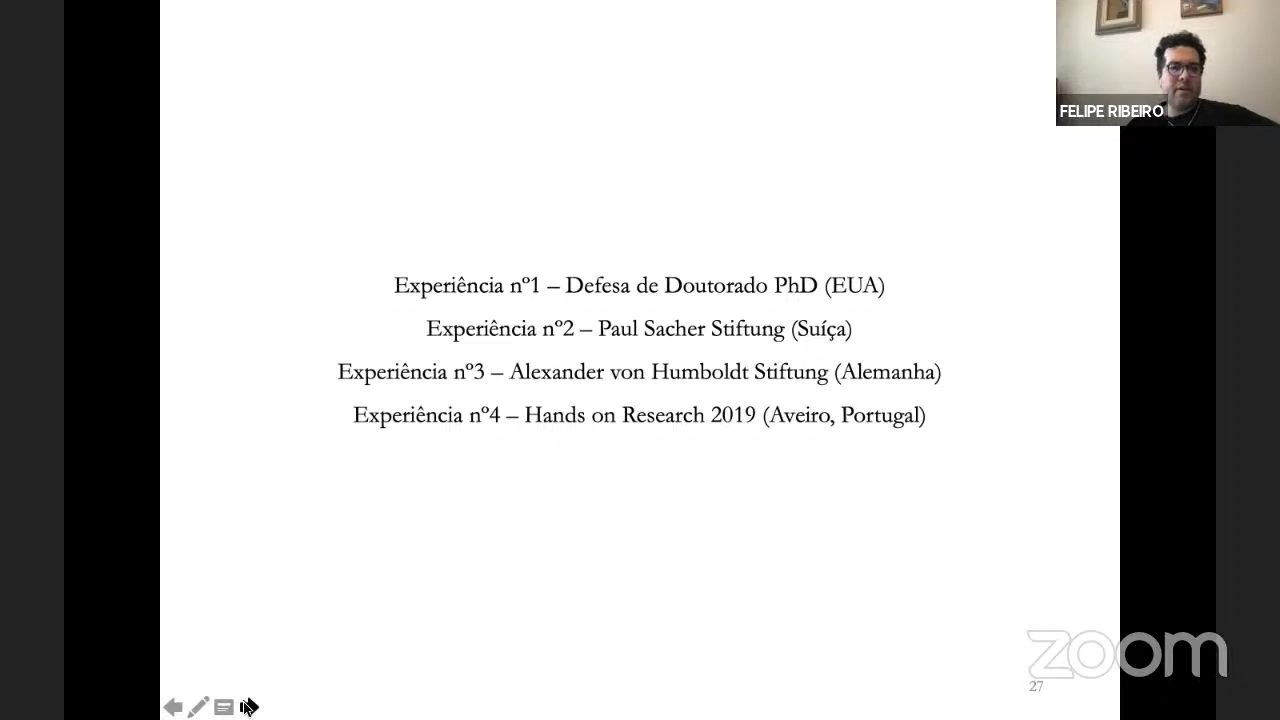 FELIPE RIBEIRO
Experiência nº1 – Defesa de Doutorado PhD (EUA)
Experiência nº2 – Paul Sacher Stiftung (Suíça)
Experiência nº3 – Alexander von Humboldt Stiftung (Alemanha)
Experiência nº4 – Hands on Research 2019 (Aveiro, Portugal)
zoom
27